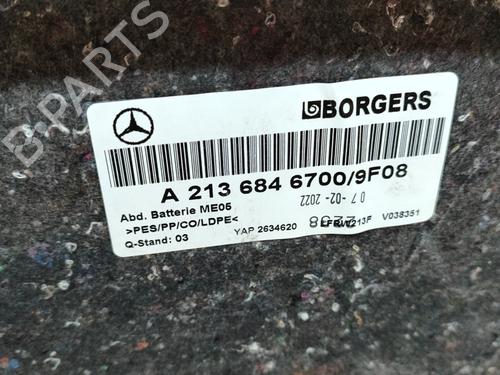 BORGERS
A 213 684 6700/9F08
Abd. Batterie ME05
07-02-2022
>PES/PP/CO/LDPE<
Q-Stand: 03
YAP 2634620
V038351
B-PARTS